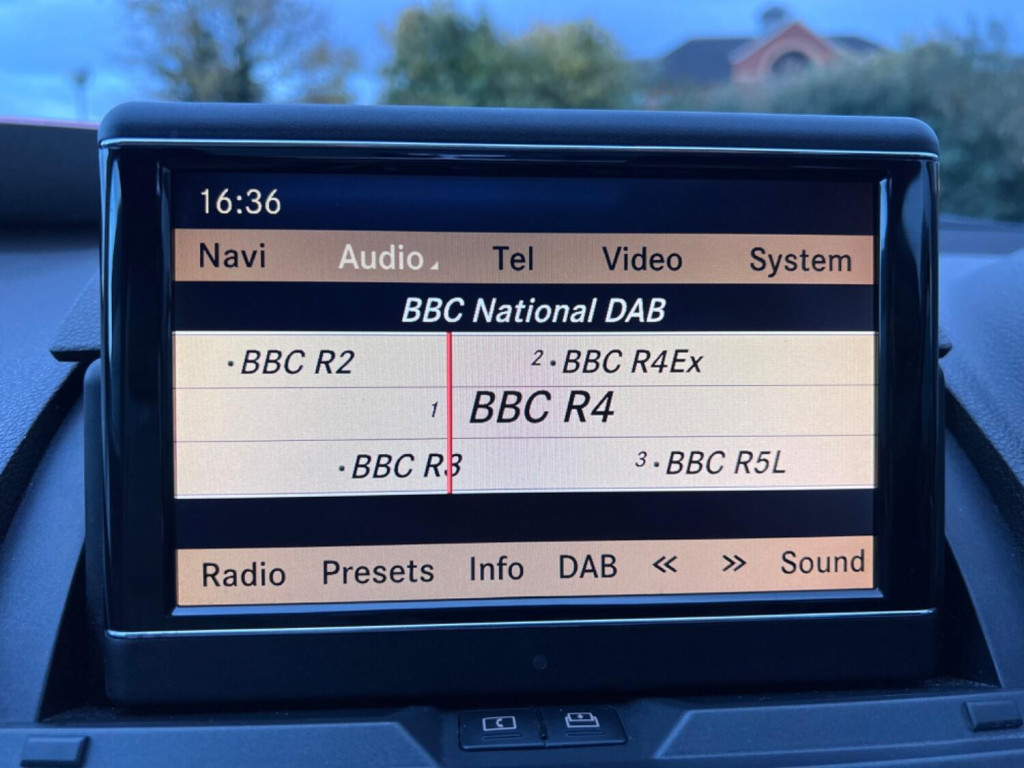 16:36
Navi Audio Tel Video System
BBC National DAB
· BBC R2 2 · BBC R4Ex
1 BBC R4
· BBC R3 3 · BBC R5L
Radio Presets Info DAB << >> Sound